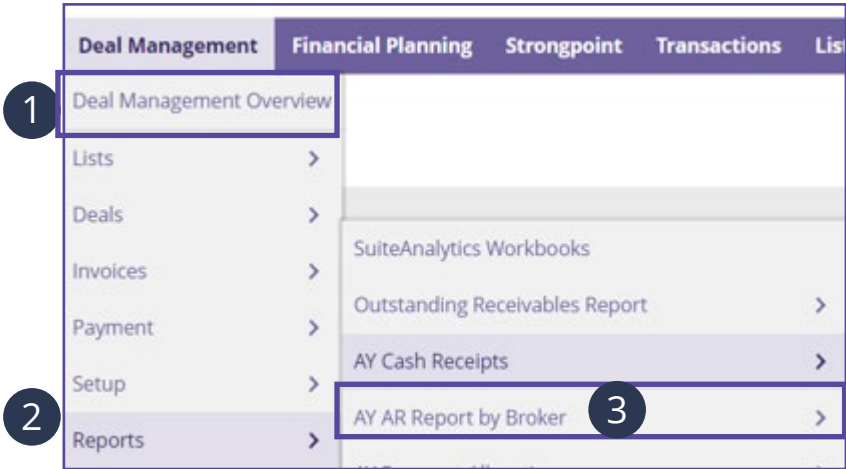 Deal Management Financial Planning Strongpoint Transactions
1 Deal Management Overview
Lists
Deals
Invoices
Payment
Setup
2 Reports
SuiteAnalytics Workbooks
Outstanding Receivables Report
AY Cash Receipts
AY AR Report by Broker 3